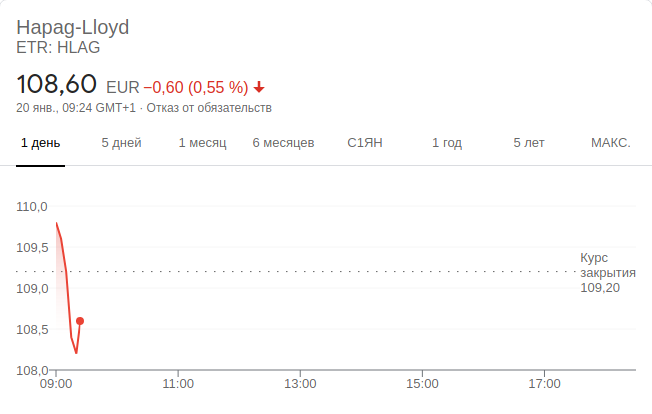 Hapag-Lloyd
ETR: HLAG
108,60 EUR −0,60 (0,55 %)
20 янв., 09:24 GMT+1 · Отказ от обязательств
1 день 5 дней 1 месяц 6 месяцев С1ЯН 1 год 5 лет МАКС.
110,0
109,5
Курс
закрытия
109,20
109,0
108,5
108,0
09:00 11:00 13:00 15:00 17:00